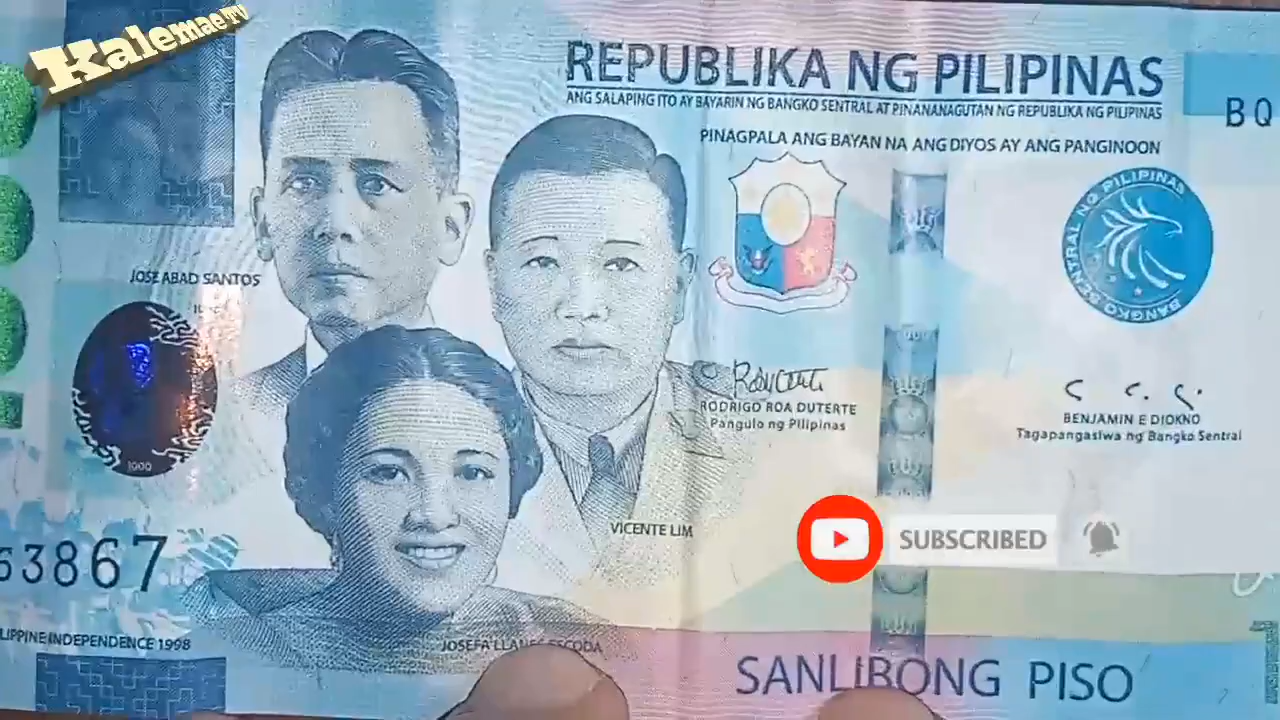 Kalemae TV
REPUBLIKA NG PILIPINAS
ANG SALAPING ITO AY BAYARIN NG BANGKO SENTRAL AT PINANANAGUTAN NG REPUBLIKA NG PILIPINAS
PINAGPALA ANG BAYAN NA ANG DIYOS AY ANG PANGINOON
BQ
BANGKO SENTRAL NG PILIPINAS
JOSE ABAD SANTOS
1000
RODRIGO ROA DUTERTE
Pangulo ng Pilipinas
BENJAMIN E DIOKNO
Tagapangasiwa ng Bangko Sentral
VICENTE LIM
SUBSCRIBED
63867
LIPPINE INDEPENDENCE 1998
JOSEFA LLANES ESCODA
SANLIBONG PISO